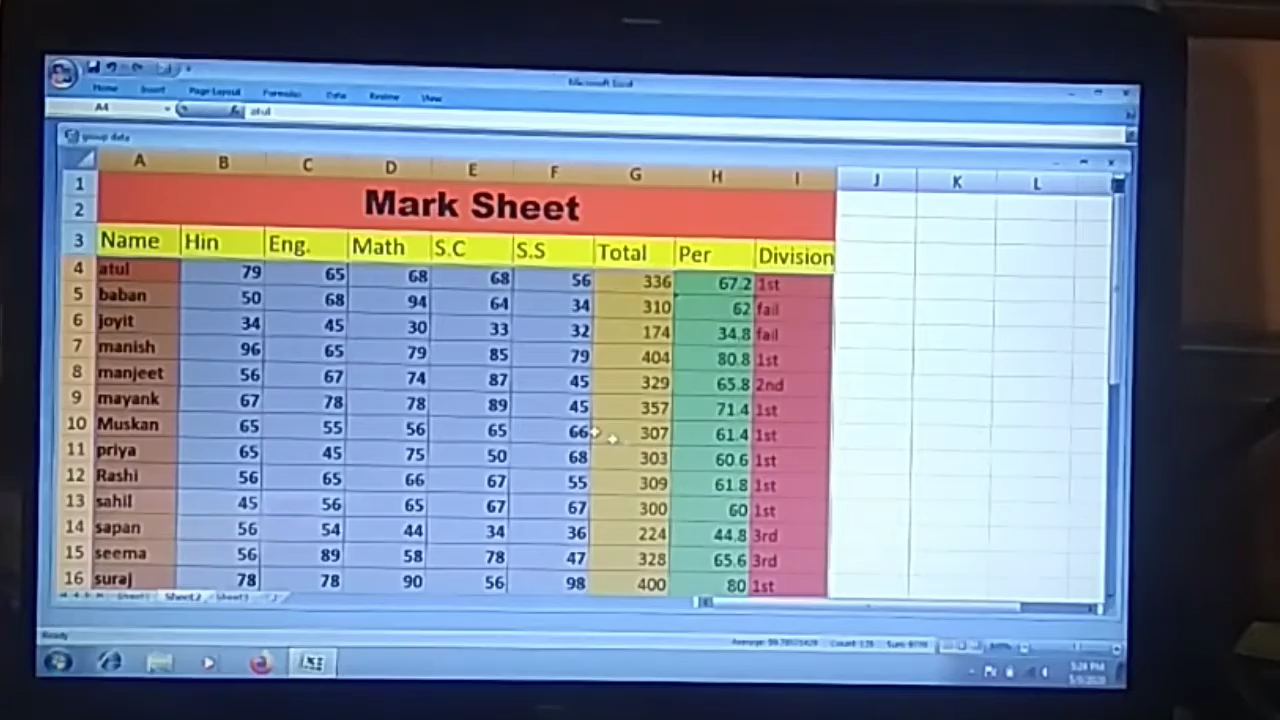 Microsoft Excel
Home Insert Page Layout Formulas Data Review View
A4 fx atul
group data
A B C D E F G H I J K L
1
2 Mark Sheet
3 Name Hin Eng. Math S.C S.S Total Per Division
4 atul 79 65 68 68 56 336 67.2 1st
5 baban 50 68 94 64 34 310 62 fail
6 joyit 34 45 30 33 32 174 34.8 fail
7 manish 96 65 79 85 79 404 80.8 1st
8 manjeet 56 67 74 87 45 329 65.8 2nd
9 mayank 67 78 78 89 45 357 71.4 1st
10 Muskan 65 55 56 65 66 307 61.4 1st
11 priya 65 45 75 50 68 303 60.6 1st
12 Rashi 56 65 66 67 55 309 61.8 1st
13 sahil 45 56 65 67 67 300 60 1st
14 sapan 56 54 44 34 36 224 44.8 3rd
15 seema 56 89 58 78 47 328 65.6 3rd
16 suraj 78 78 90 56 98 400 80 1st
Sheet1 Sheet2 Sheet3
Ready